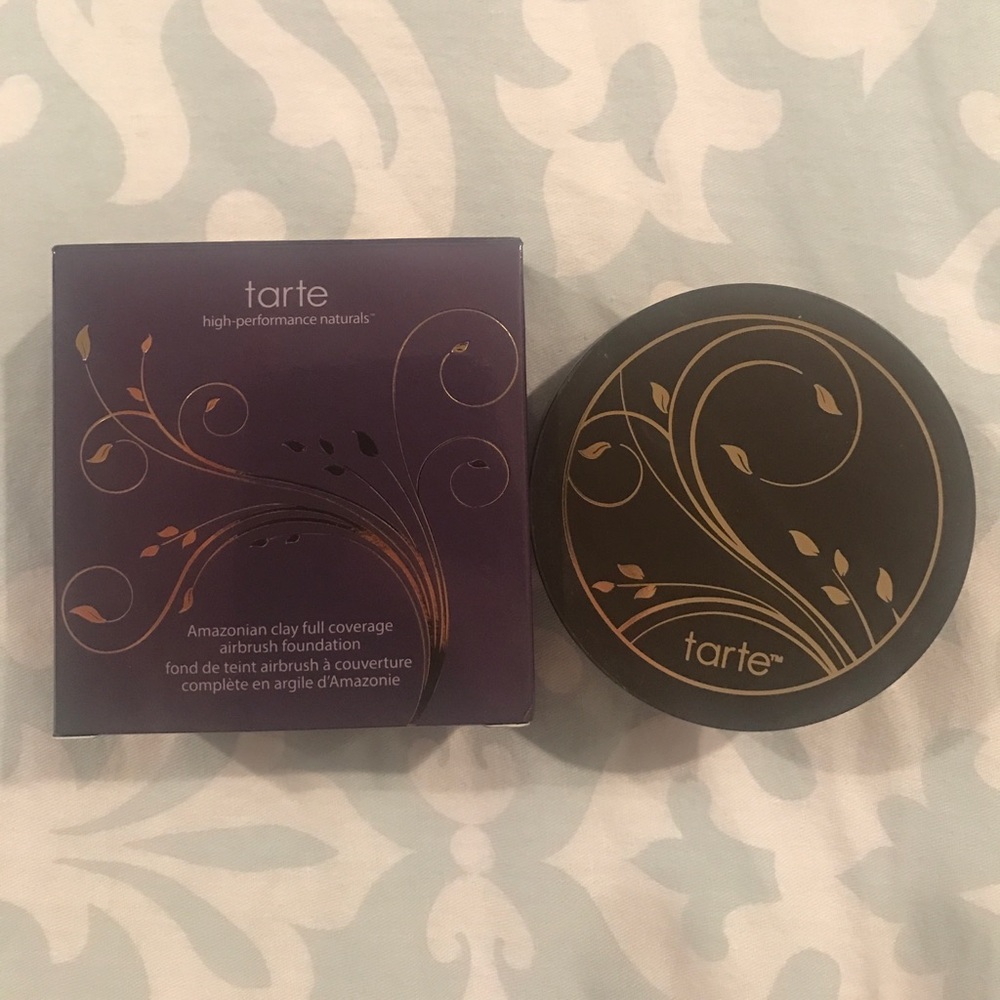 tarte
high-performance naturals™
Amazonian clay full coverage
airbrush foundation
fond de teint airbrush à couverture
complète en argile d'Amazonie
tarte™